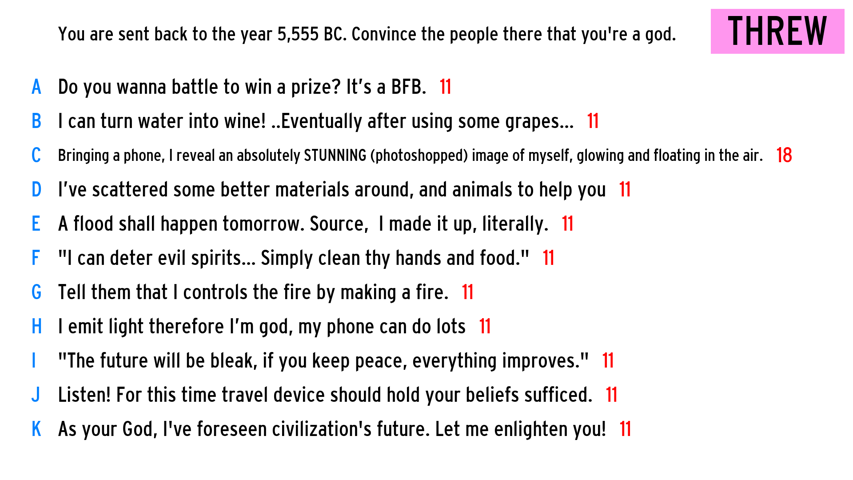 You are sent back to the year 5,555 BC. Convince the people there that you're a god. THREW
A Do you wanna battle to win a prize? It’s a BFB. 11
B I can turn water into wine! ..Eventually after using some grapes... 11
C Bringing a phone, I reveal an absolutely STUNNING (photoshopped) image of myself, glowing and floating in the air. 18
D I’ve scattered some better materials around, and animals to help you 11
E A flood shall happen tomorrow. Source,  I made it up, literally. 11
F "I can deter evil spirits... Simply clean thy hands and food." 11
G Tell them that I controls the fire by making a fire. 11
H I emit light therefore I’m god, my phone can do lots 11
I "The future will be bleak, if you keep peace, everything improves." 11
J Listen! For this time travel device should hold your beliefs sufficed. 11
K As your God, I've foreseen civilization's future. Let me enlighten you! 11